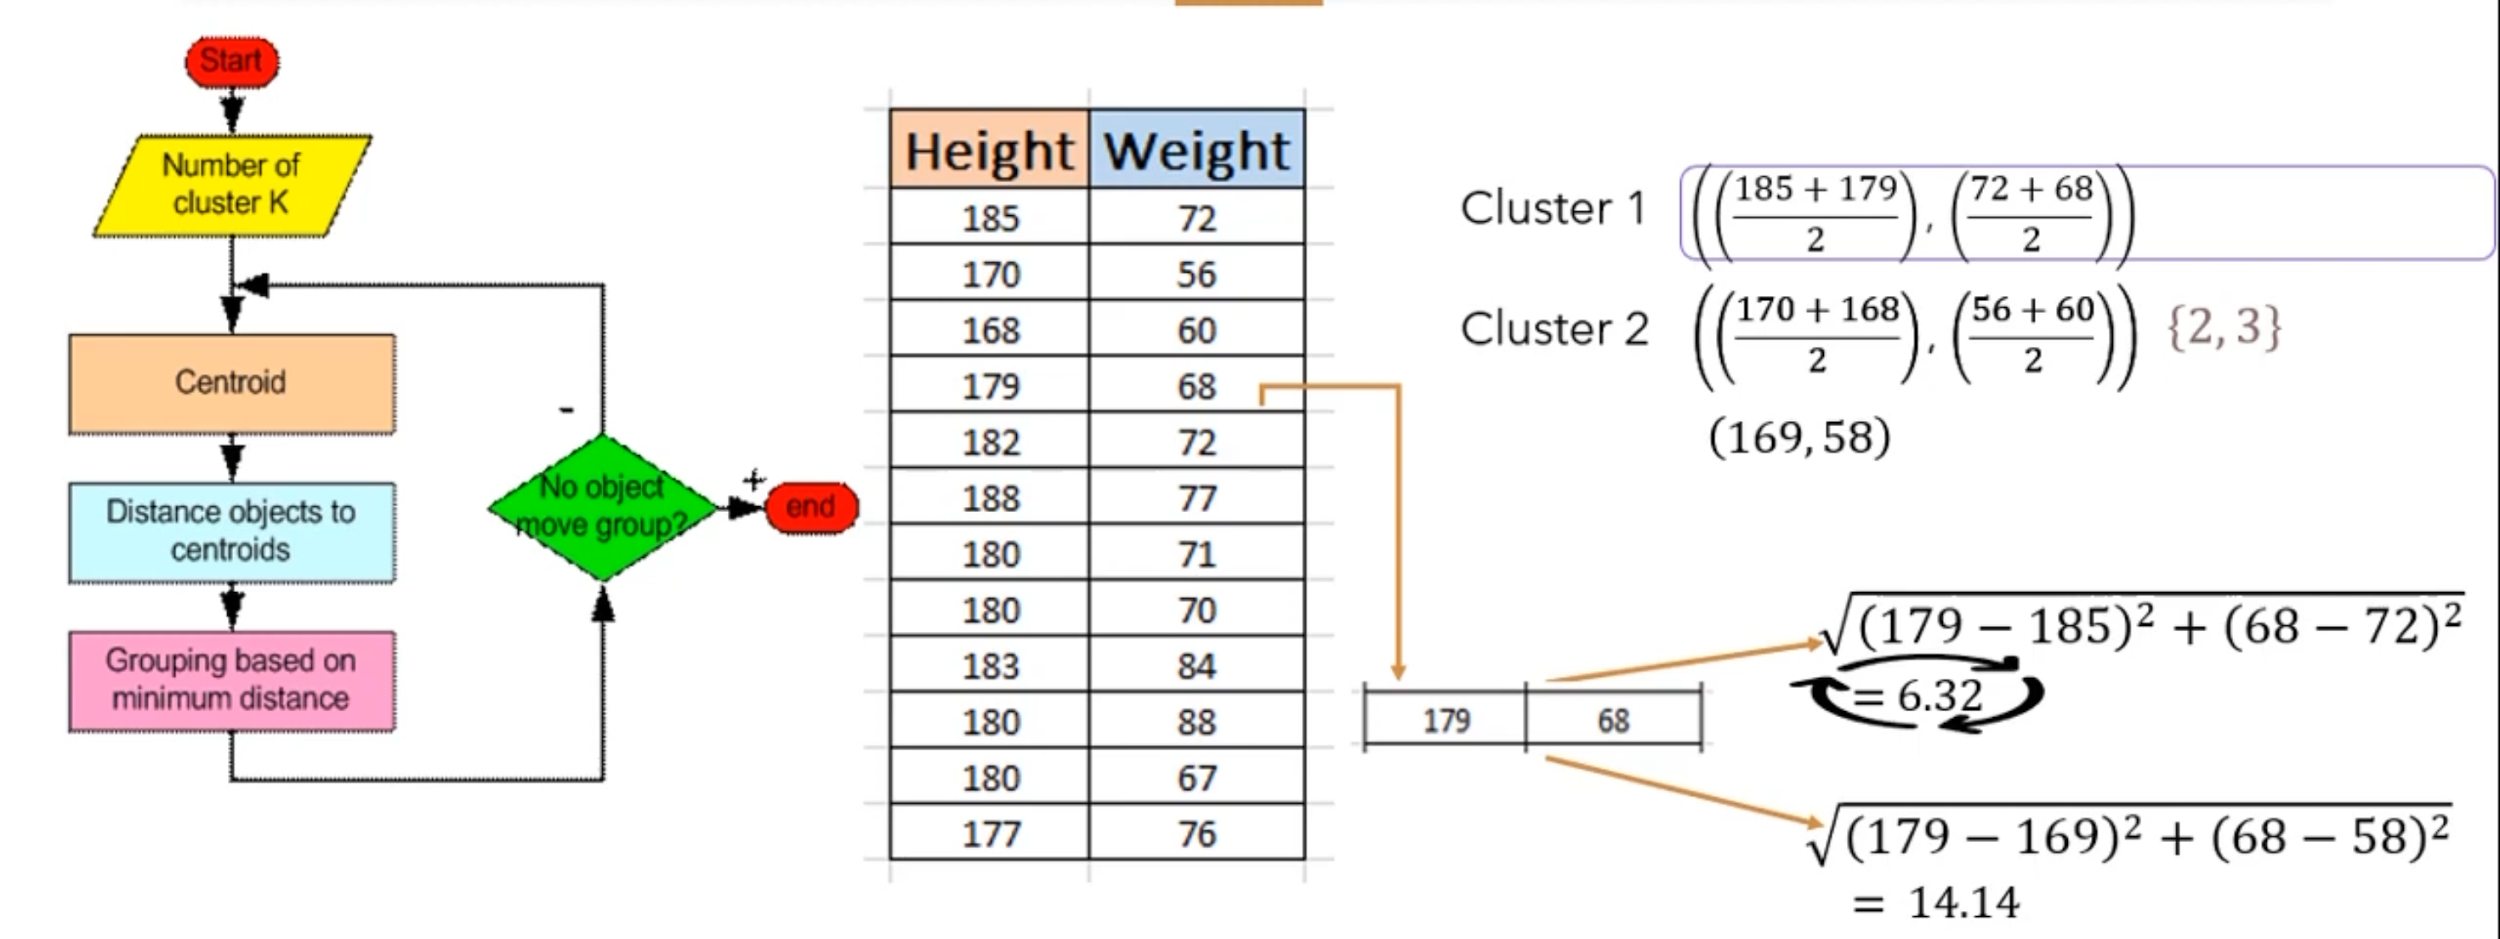 Start
Number of
cluster K
Centroid
Distance objects to
centroids
Grouping based on
minimum distance
-
No object
move group?
+
end
Height Weight
185 72
170 56
168 60
179 68
182 72
188 77
180 71
180 70
183 84
180 88
180 67
177 76
Cluster 1 ((185 + 179)/2), ((72 + 68)/2)
Cluster 2 ((170 + 168)/2), ((56 + 60)/2) {2, 3}
(169, 58)
179 68
√(179 − 185)² + (68 − 72)²
= 6.32
√(179 − 169)² + (68 − 58)²
= 14.14